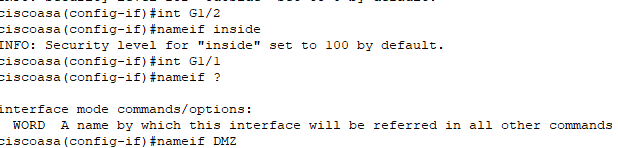 ciscoasa(config-if)#int G1/2
ciscoasa(config-if)#nameif inside
INFO: Security level for "inside" set to 100 by default.
ciscoasa(config-if)#int G1/1
ciscoasa(config-if)#nameif ?
interface mode commands/options:
WORD A name by which this interface will be referred in all other commands
ciscoasa(config-if)#nameif DMZ